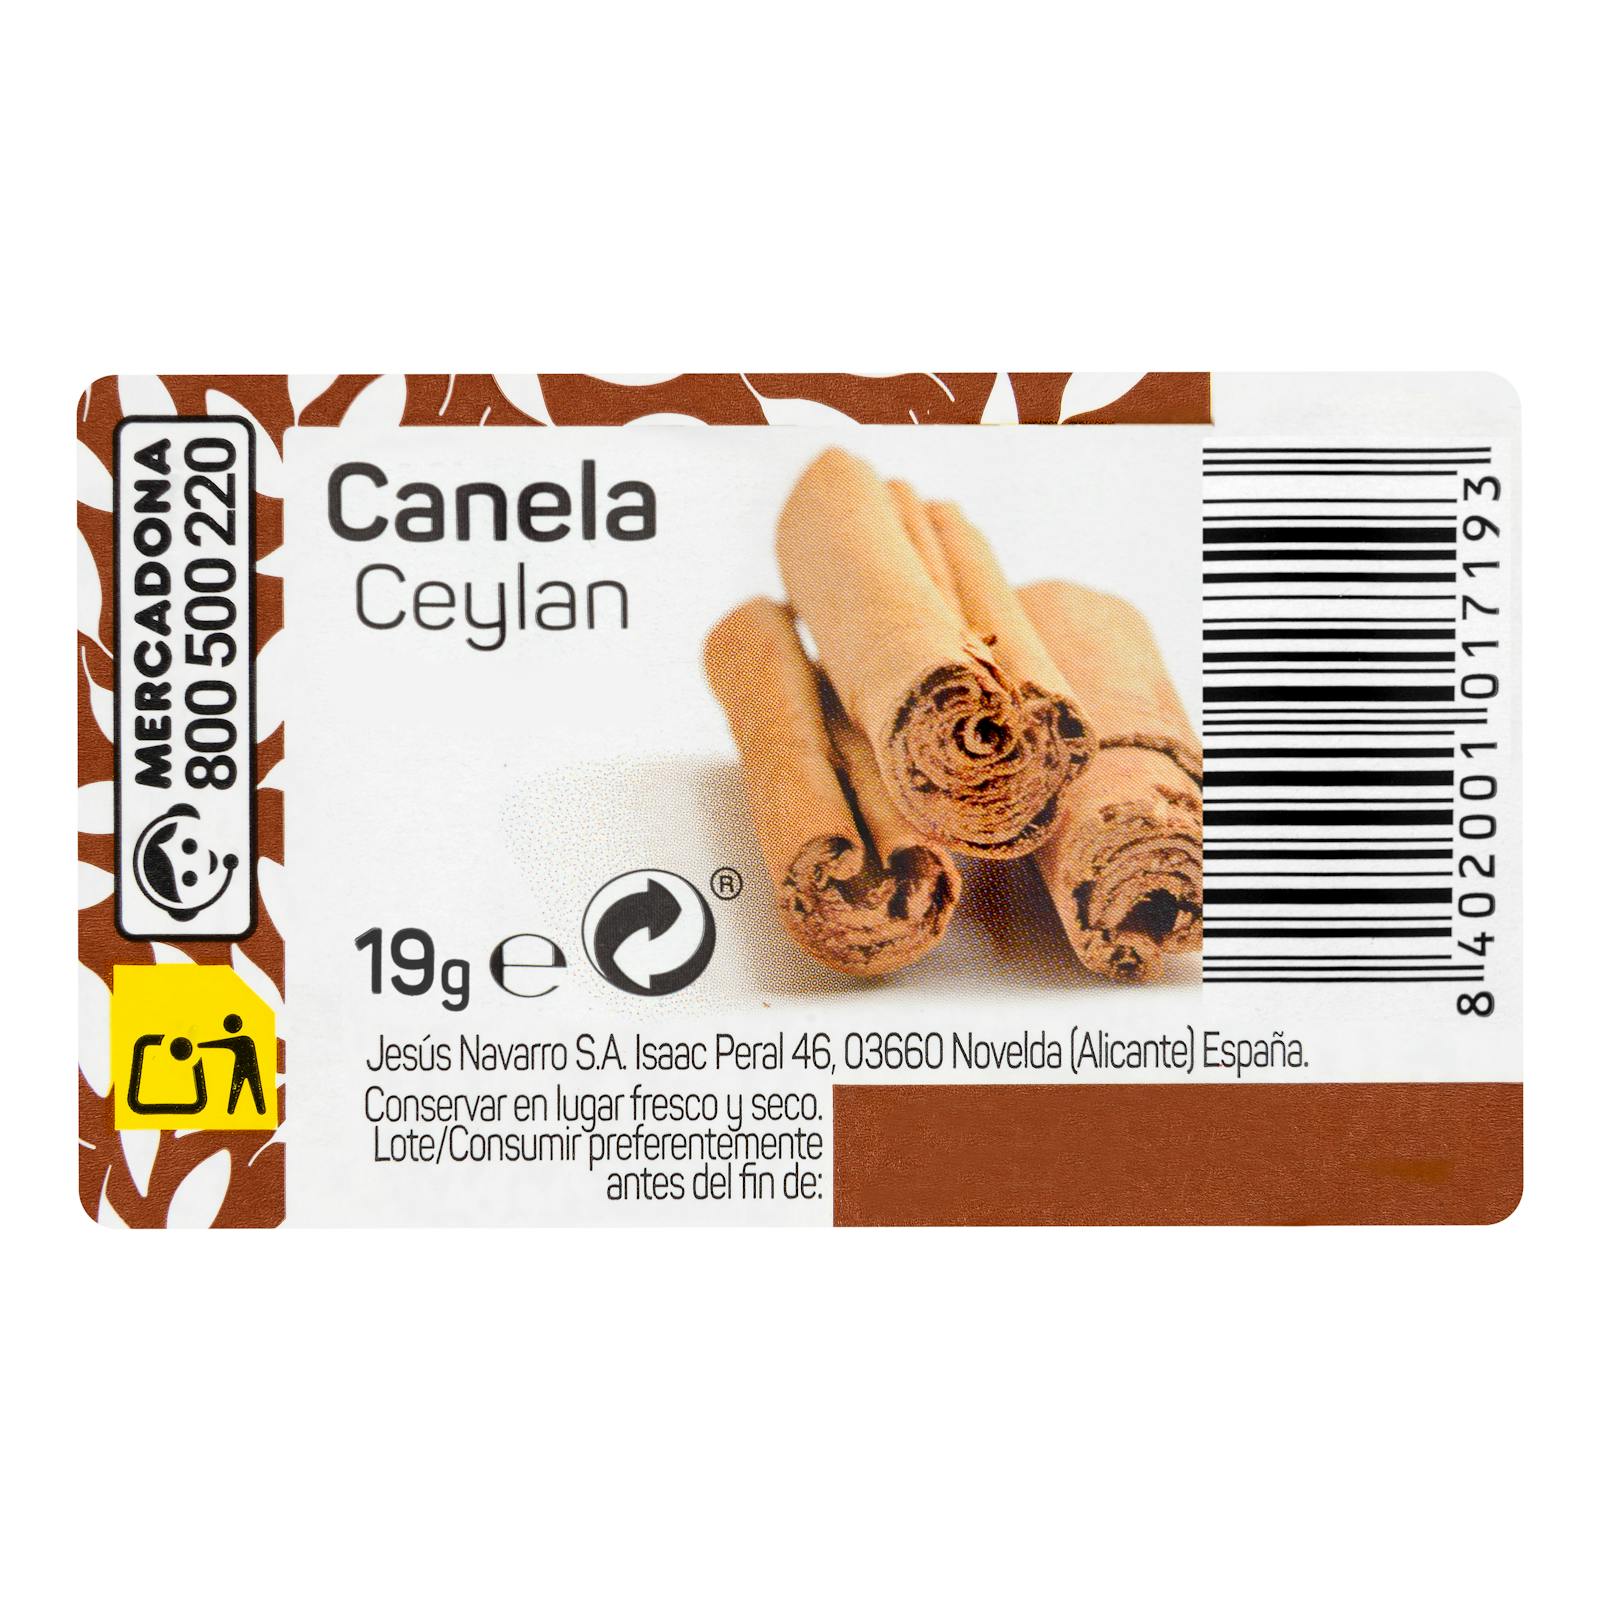 MERCADONA
800 500 220
Canela
Ceylan
19g e
®
Jesús Navarro S.A. Isaac Peral 46, 03660 Novelda (Alicante) España.
Conservar en lugar fresco y seco.
Lote/Consumir preferentemente
antes del fin de:
8 402001 017193